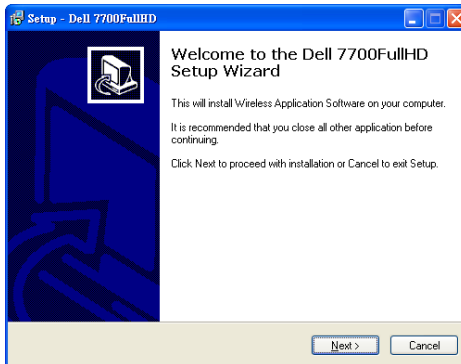 Setup - Dell 7700FullHD
Welcome to the Dell 7700FullHD
Setup Wizard
This will install Wireless Application Software on your computer.
It is recommended that you close all other application before
continuing.
Click Next to proceed with installation or Cancel to exit Setup.
Next >
Cancel